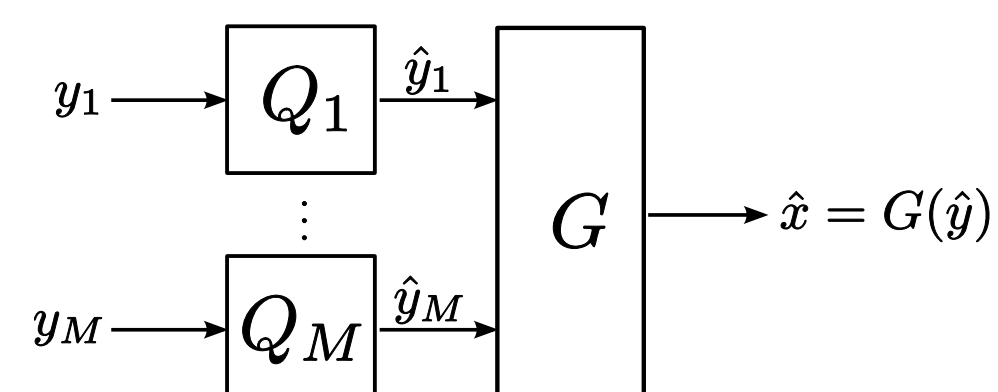 y₁ Q₁ ŷ₁
⋮ G x̂ = G(ŷ)
y_M Q_M ŷ_M